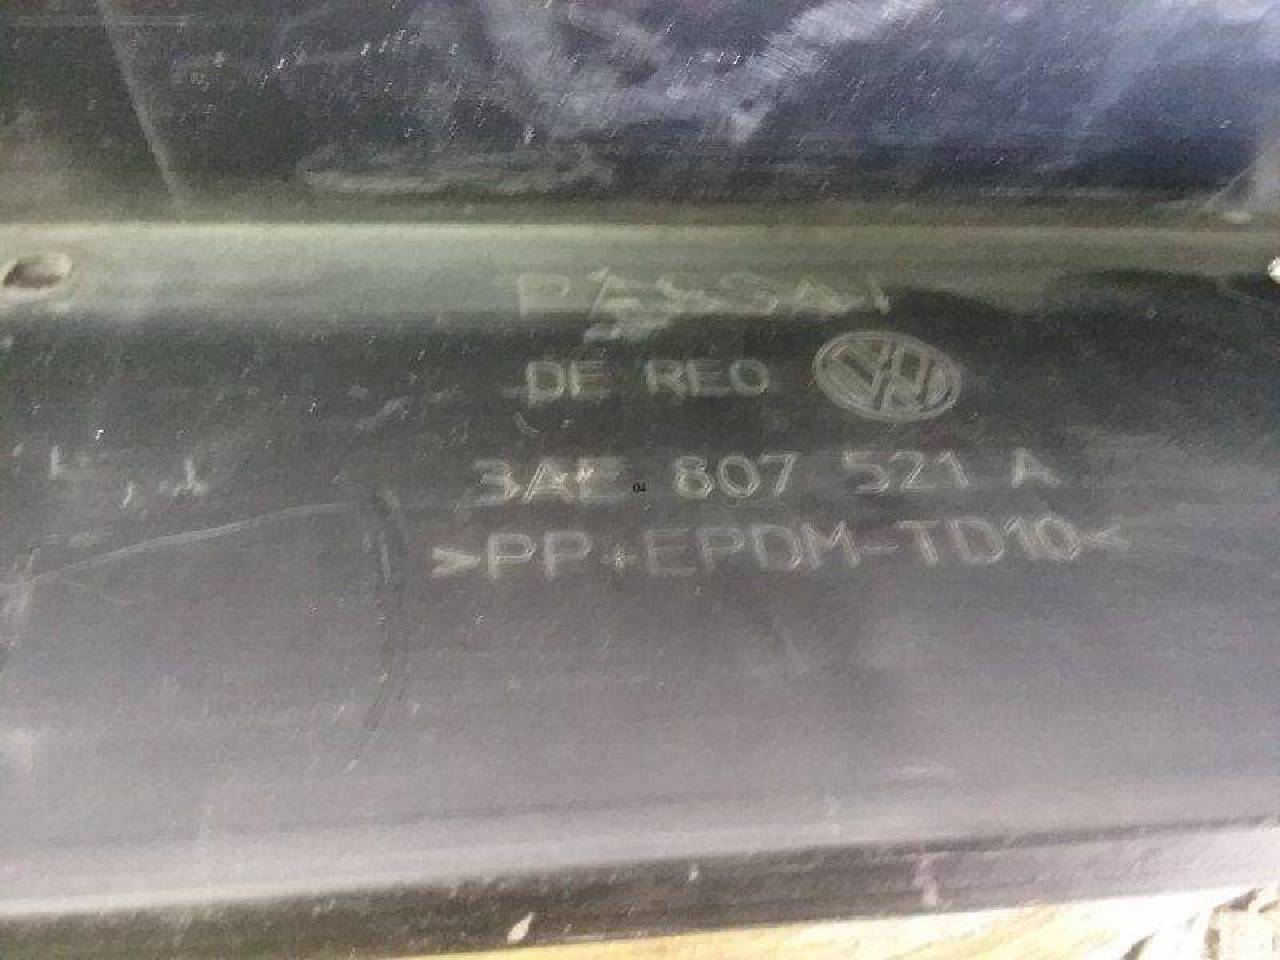 PASSAT
DE REO
3AE 807 521 A
>PP+EPDM-TD10<